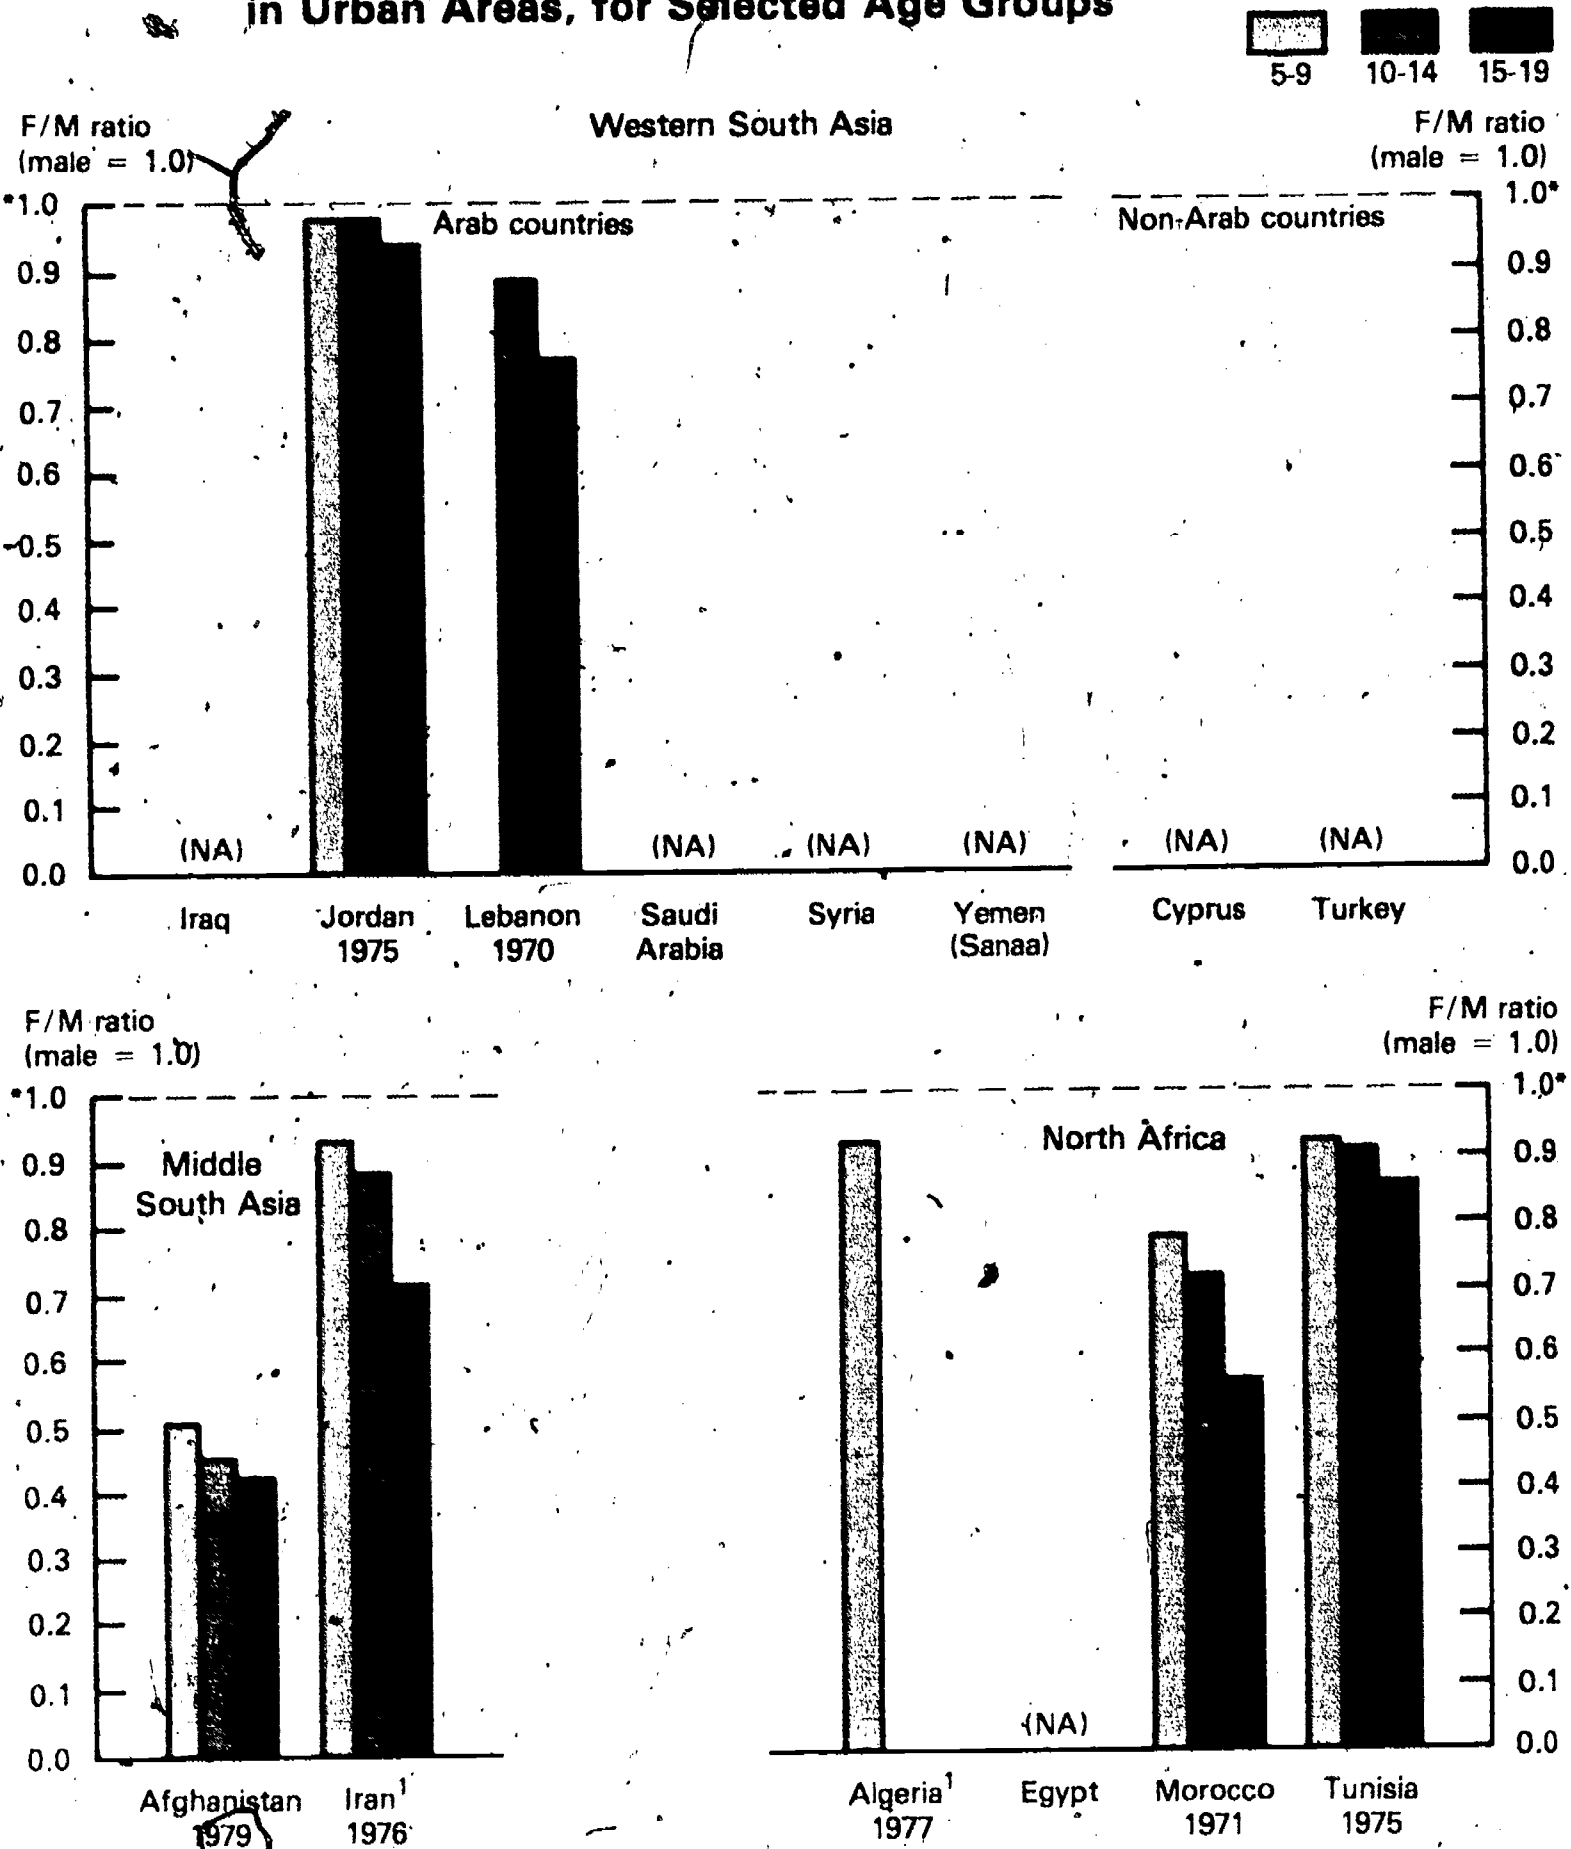 in Urban Areas, for Selected Age Groups
5-9 10-14 15-19
F/M ratio
(male = 1.0)
Western South Asia
F/M ratio
(male = 1.0)
*1.0
Arab countries
Non-Arab countries
1.0*
0.9
0.9
0.8
0.8
0.7
0.7
0.6
0.6
0.5
0.5
0.4
0.4
0.3
0.3
0.2
0.2
0.1
0.1
(NA) (NA) (NA) (NA) (NA) (NA)
0.0
0.0
Iraq
Jordan
1975
Lebanon
1970
Saudi
Arabia
Syria
Yemen
(Sanaa)
Cyprus
Turkey
F/M ratio
(male = 1.0)
*1.0
Middle
South Asia
0.9
0.8
0.7
0.6
0.5
0.4
0.3
0.2
0.1
0.0
Afghanistan
1979
Iran1
1976
F/M ratio
(male = 1.0)
1.0*
North Africa
0.9
0.8
0.7
0.6
0.5
0.4
0.3
0.2
0.1
0.0
(NA)
Algeria1
1977
Egypt
Morocco
1971
Tunisia
1975